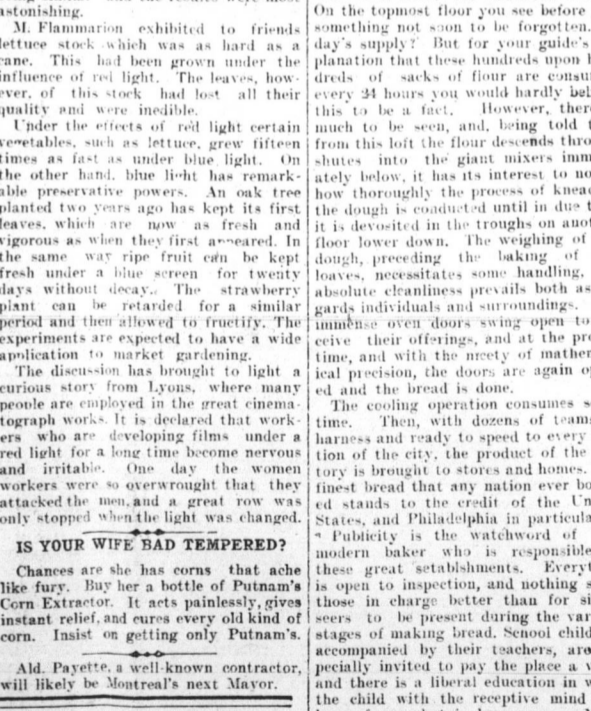 astonishing.
M. Flammarion exhibited to friends
lettuce stock which was as hard as a
cane. This had been grown under the
influence of red light. The leaves, how-
ever, of this stock had lost all their
quality and were inedible.
Under the effects of red light certain
vegetables, such as lettuce, grew fifteen
times as fast as under blue light. On
the other hand, blue light has remark-
able preservative powers. An oak tree
planted two years ago has kept its first
leaves, which are now as fresh and
vigorous as when they first appeared. In
the same way ripe fruit can be kept
fresh under a blue screen for twenty
days without decay. The strawberry
plant can be retarded for a similar
period and then allowed to fructify. The
experiments are expected to have a wide
application to market gardening.
The discussion has brought to light a
curious story from Lyons, where many
people are employed in the great cinema-
tograph works. It is declared that work-
ers who are developing films under a
red light for a long time become nervous
and irritable. One day the women
workers were so overwrought that they
attacked the men, and a great row was
only stopped when the light was changed.
IS YOUR WIFE BAD TEMPERED?
Chances are she has corns that ache
like fury. Buy her a bottle of Putnam's
Corn Extractor. It acts painlessly, gives
instant relief, and cures every old kind of
corn. Insist on getting only Putnam's.
Ald. Payette, a well-known contractor,
will likely be Montreal's next Mayor.
On the topmost floor you see before
something not soon to be forgotten.
day's supply? But for your guide's
planation that these hundreds upon h
dreds of sacks of flour are consu
every 24 hours you would hardly bel
this to be a fact. However, ther
much to be seen, and, being told t
from this loft the flour descends thro
shutes into the giant mixers imm
ately below, it has its interest to no
how thoroughly the process of knead
the dough is conducted until in due t
it is devosited in the troughs on anot
floor lower down. The weighing of
dough, preceding the baking of
loaves, necessitates some handling,
absolute cleanliness prevails both as
gards individuals and surroundings.
immense oven doors swing open to
ceive their offerings, and at the pro
time, and with the nicety of mather
ical precision, the doors are again o
ed and the bread is done.
The cooling operation consumes s
time. Then, with dozens of teams
harness and ready to speed to every
tion of the city, the product of the
tory is brought to stores and homes.
finest bread that any nation ever bo
ed stands to the credit of the Un
States, and Philadelphia in particula
Publicity is the watchword of
modern baker who is responsible
these great setablshments. Everyt
is open to inspection, and nothing s
those in charge better than for si
seers to be present during the var
stages of making bread. School child
accompanied by their teachers, are
pecially invited to pay the place a v
and there is a liberal education in w
the child with the receptive mind